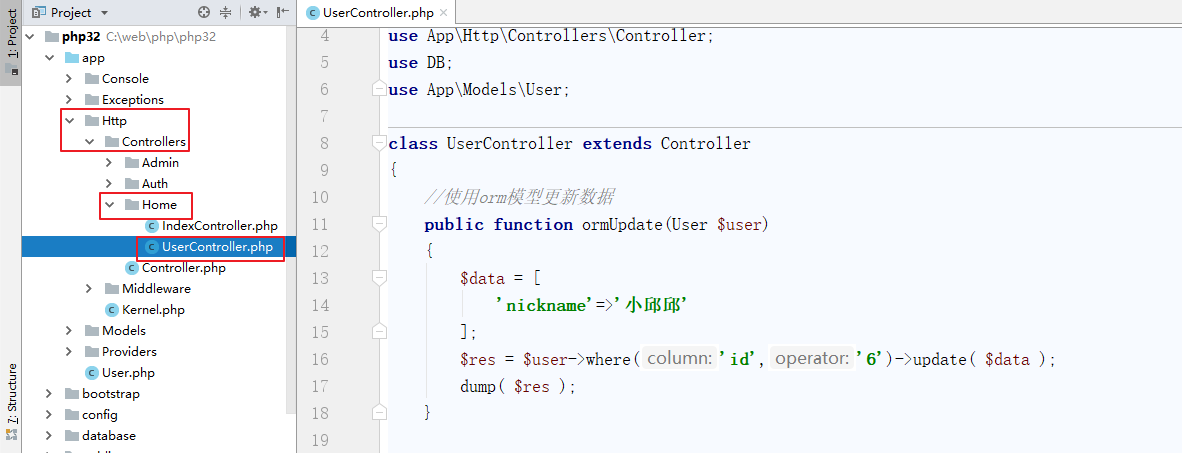 1: Project
7: Structure
Project
php32 C:\web\php\php32
app
Console
Exceptions
Http
Controllers
Admin
Auth
Home
IndexController.php
UserController.php
Controller.php
Middleware
Kernel.php
Models
Providers
User.php
bootstrap
config
database
UserController.php
4 use App\Http\Controllers\Controller;
5 use DB;
6 use App\Models\User;
7
8 class UserController extends Controller
9 {
10 //使用orm模型更新数据
11 public function ormUpdate(User $user)
12 {
13 $data = [
14 'nickname'=>'小邱邱'
15 ];
16 $res = $user->where( column: 'id', operator: '6')->update( $data );
17 dump( $res );
18 }
19